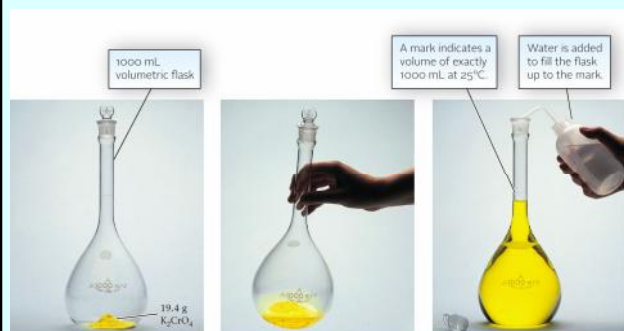 1000 mL
volumetric flask
A mark indicates a
volume of exactly
1000 mL at 25°C.
Water is added
to fill the flask
up to the mark.
19.4 g
K₂CrO₄